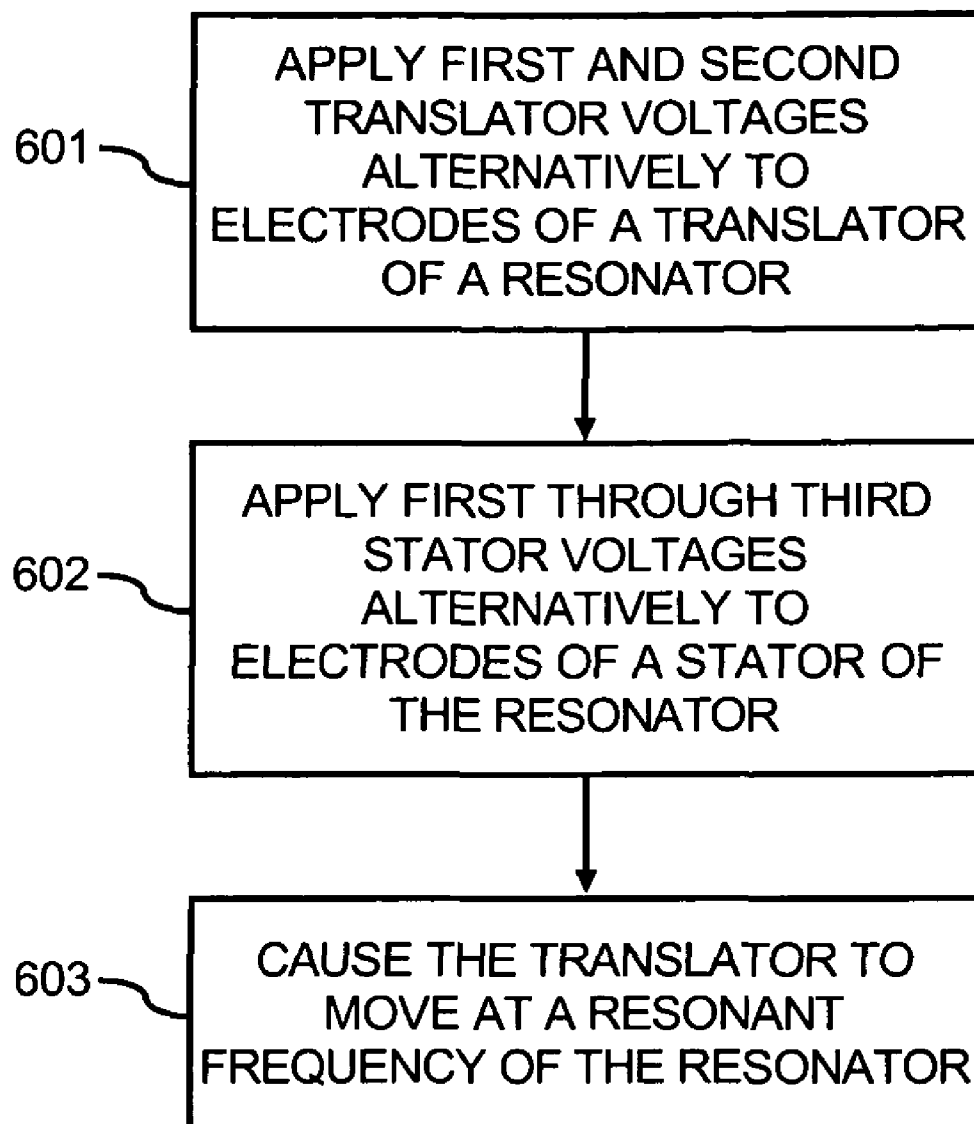 601
APPLY FIRST AND SECOND
TRANSLATOR VOLTAGES
ALTERNATIVELY TO
ELECTRODES OF A TRANSLATOR
OF A RESONATOR
602
APPLY FIRST THROUGH THIRD
STATOR VOLTAGES
ALTERNATIVELY TO
ELECTRODES OF A STATOR OF
THE RESONATOR
603
CAUSE THE TRANSLATOR TO
MOVE AT A RESONANT
FREQUENCY OF THE RESONATOR